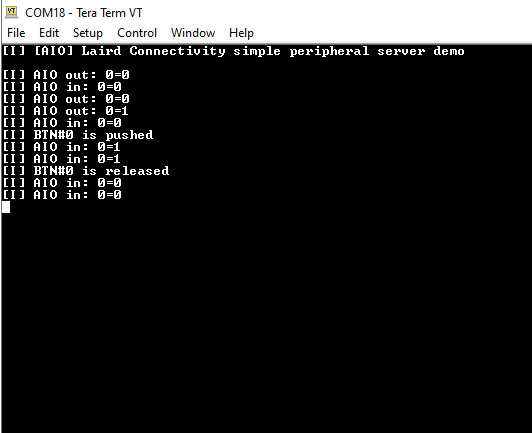 COM18 - Tera Term VT
File Edit Setup Control Window Help
[I] [AIO] Laird Connectivity simple peripheral server demo
[I] AIO out: 0=0
[I] AIO in: 0=0
[I] AIO out: 0=0
[I] AIO out: 0=1
[I] AIO in: 0=0
[I] BTN#0 is pushed
[I] AIO in: 0=1
[I] AIO in: 0=1
[I] BTN#0 is released
[I] AIO in: 0=0
[I] AIO in: 0=0